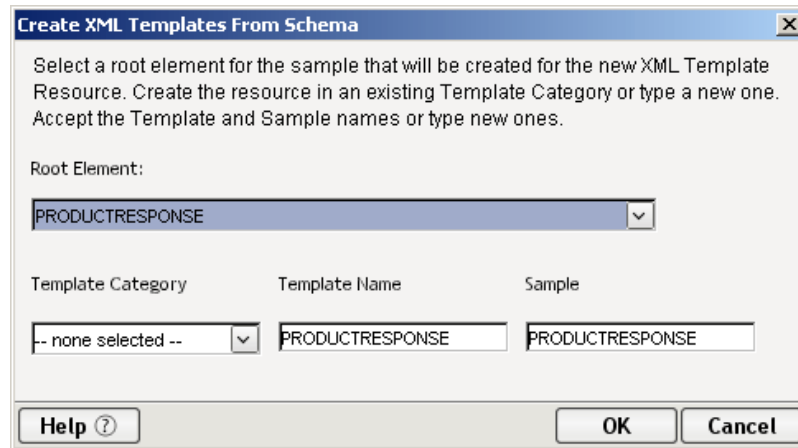 Create XML Templates From Schema
Select a root element for the sample that will be created for the new XML Template
Resource. Create the resource in an existing Template Category or type a new one.
Accept the Template and Sample names or type new ones.
Root Element:
PRODUCTRESPONSE
Template Category Template Name Sample
-- none selected -- PRODUCTRESPONSE PRODUCTRESPONSE
Help ? OK Cancel